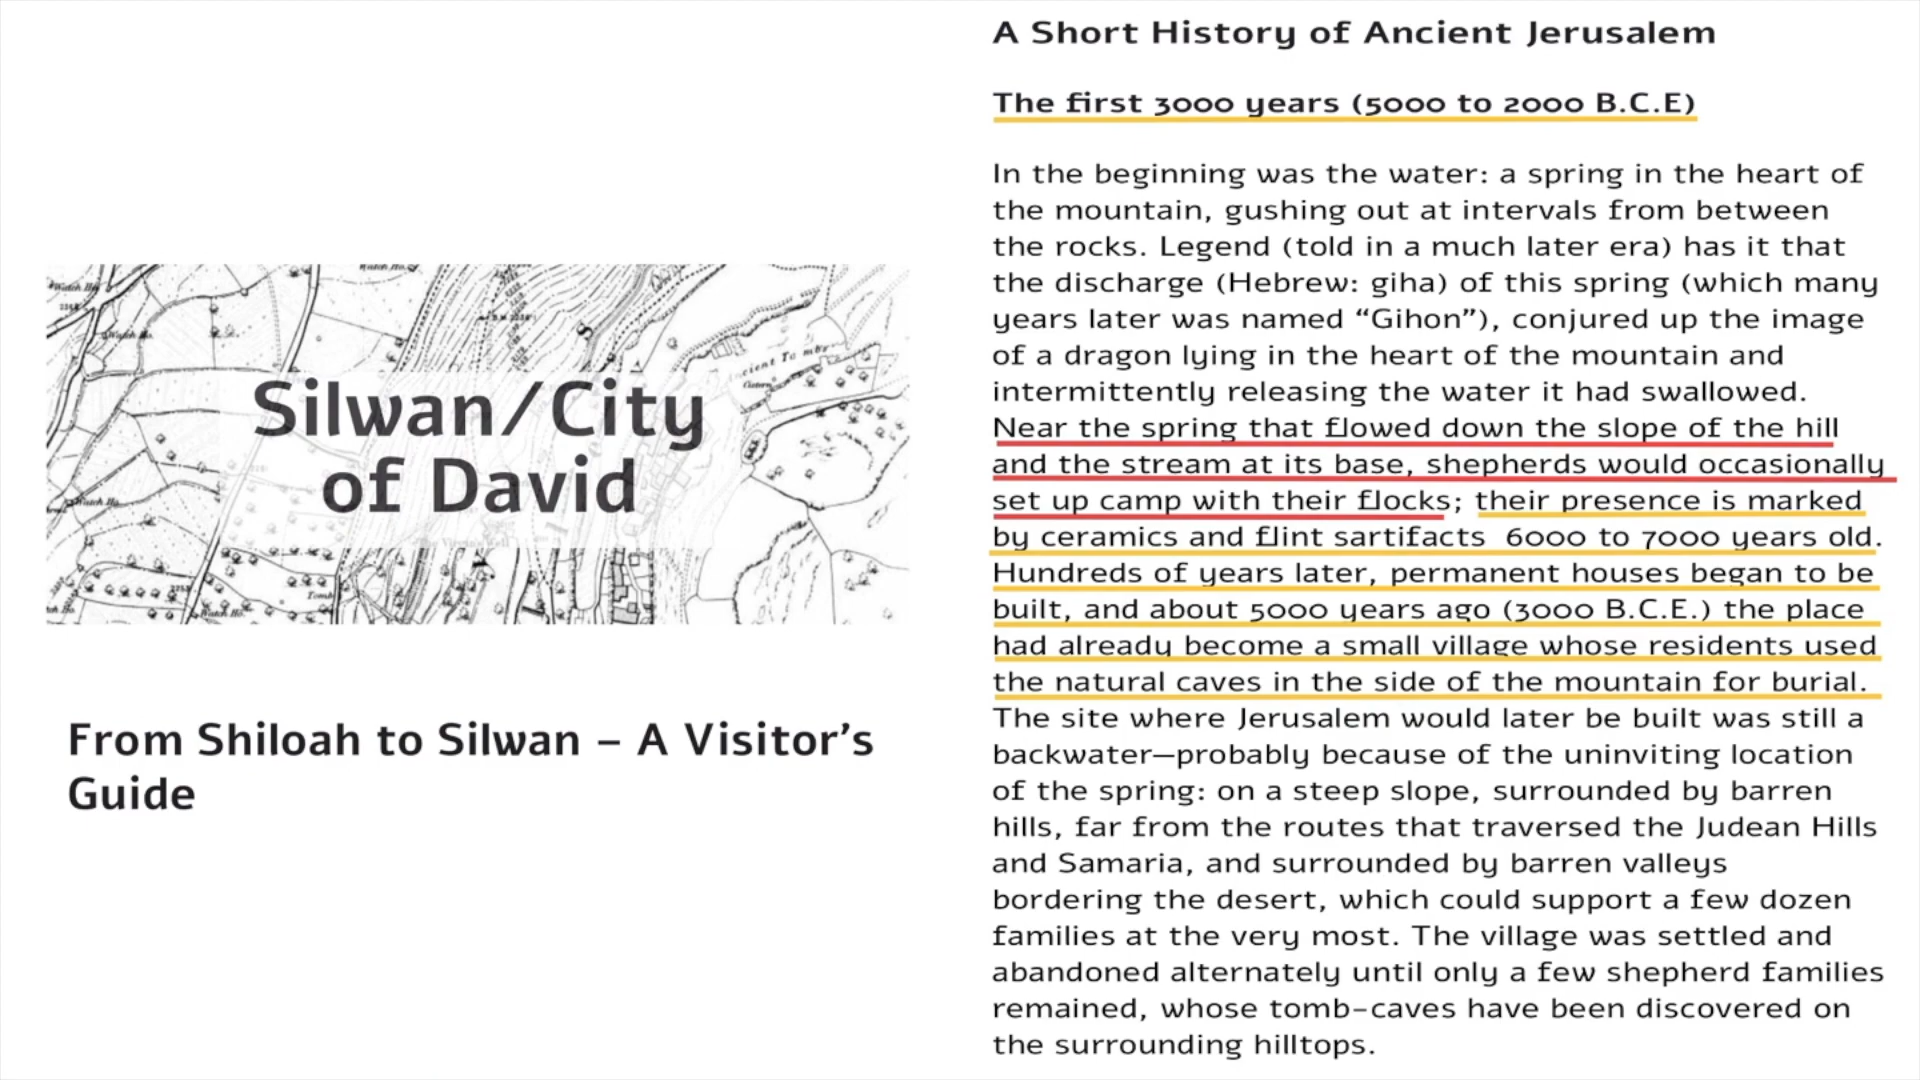 Silwan/City
of David
From Shiloah to Silwan – A Visitor's
Guide
A Short History of Ancient Jerusalem
The first 3000 years (5000 to 2000 B.C.E)
In the beginning was the water: a spring in the heart of
the mountain, gushing out at intervals from between
the rocks. Legend (told in a much later era) has it that
the discharge (Hebrew: giha) of this spring (which many
years later was named “Gihon”), conjured up the image
of a dragon lying in the heart of the mountain and
intermittently releasing the water it had swallowed.
Near the spring that flowed down the slope of the hill
and the stream at its base, shepherds would occasionally
set up camp with their flocks; their presence is marked
by ceramics and flint sartifacts 6000 to 7000 years old.
Hundreds of years later, permanent houses began to be
built, and about 5000 years ago (3000 B.C.E.) the place
had already become a small village whose residents used
the natural caves in the side of the mountain for burial.
The site where Jerusalem would later be built was still a
backwater—probably because of the uninviting location
of the spring: on a steep slope, surrounded by barren
hills, far from the routes that traversed the Judean Hills
and Samaria, and surrounded by barren valleys
bordering the desert, which could support a few dozen
families at the very most. The village was settled and
abandoned alternately until only a few shepherd families
remained, whose tomb-caves have been discovered on
the surrounding hilltops.